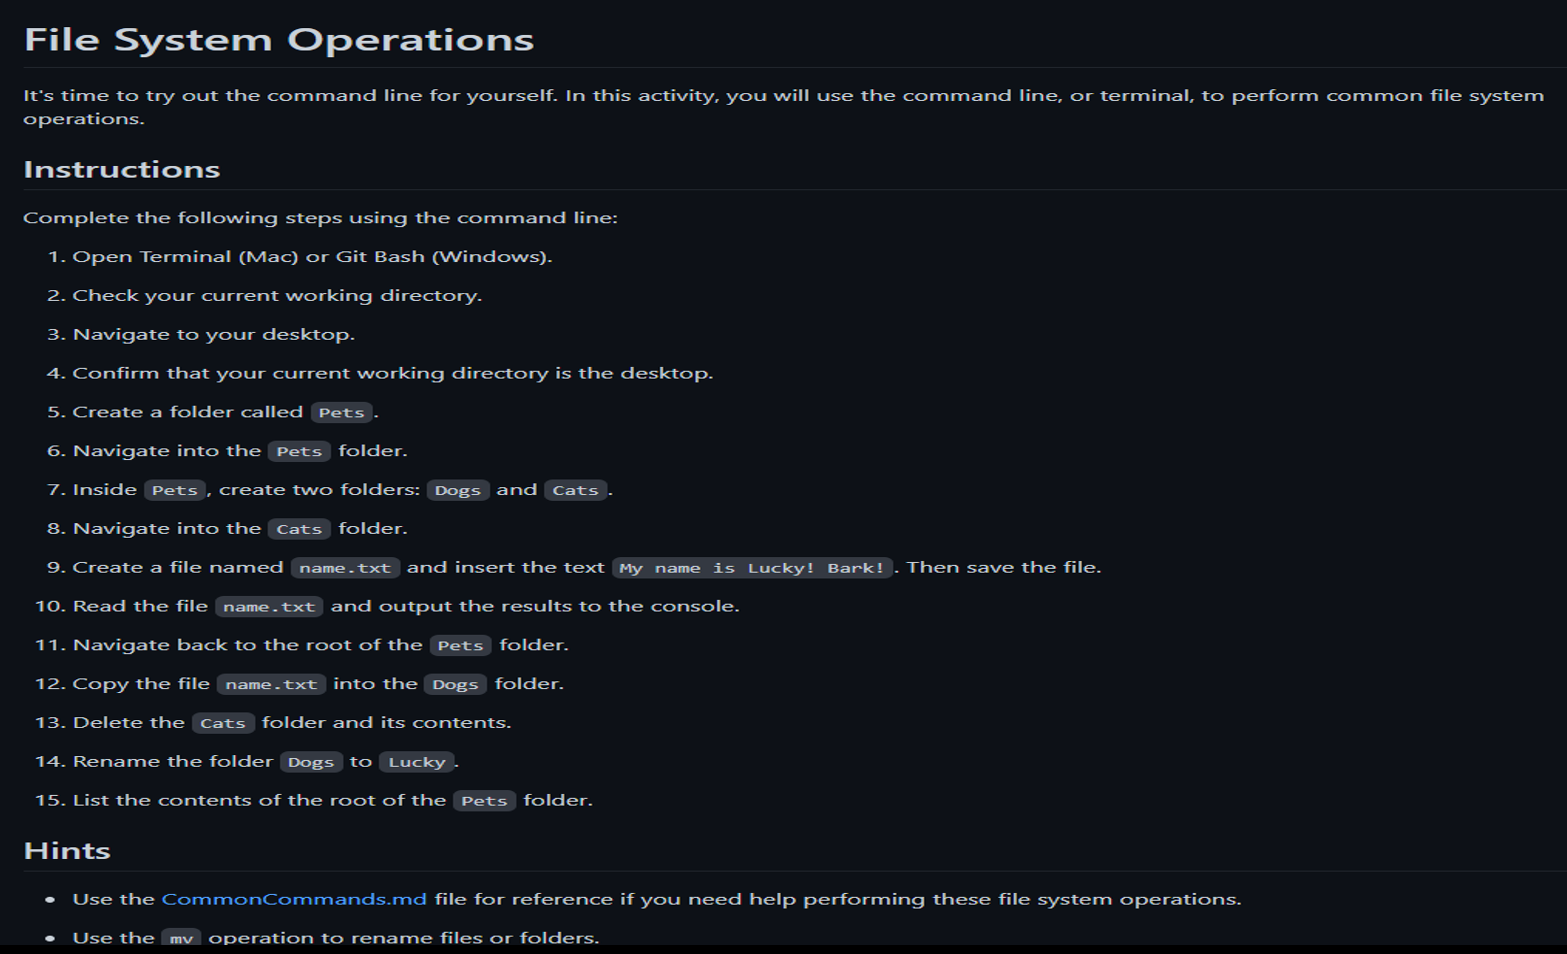 File System Operations
It's time to try out the command line for yourself. In this activity, you will use the command line, or terminal, to perform common file system
operations.
Instructions
Complete the following steps using the command line:
1. Open Terminal (Mac) or Git Bash (Windows).
2. Check your current working directory.
3. Navigate to your desktop.
4. Confirm that your current working directory is the desktop.
5. Create a folder called Pets.
6. Navigate into the Pets folder.
7. Inside Pets, create two folders: Dogs and Cats.
8. Navigate into the Cats folder.
9. Create a file named name.txt and insert the text My name is Lucky! Bark!. Then save the file.
10. Read the file name.txt and output the results to the console.
11. Navigate back to the root of the Pets folder.
12. Copy the file name.txt into the Dogs folder.
13. Delete the Cats folder and its contents.
14. Rename the folder Dogs to Lucky.
15. List the contents of the root of the Pets folder.
Hints
• Use the CommonCommands.md file for reference if you need help performing these file system operations.
• Use the mv operation to rename files or folders.